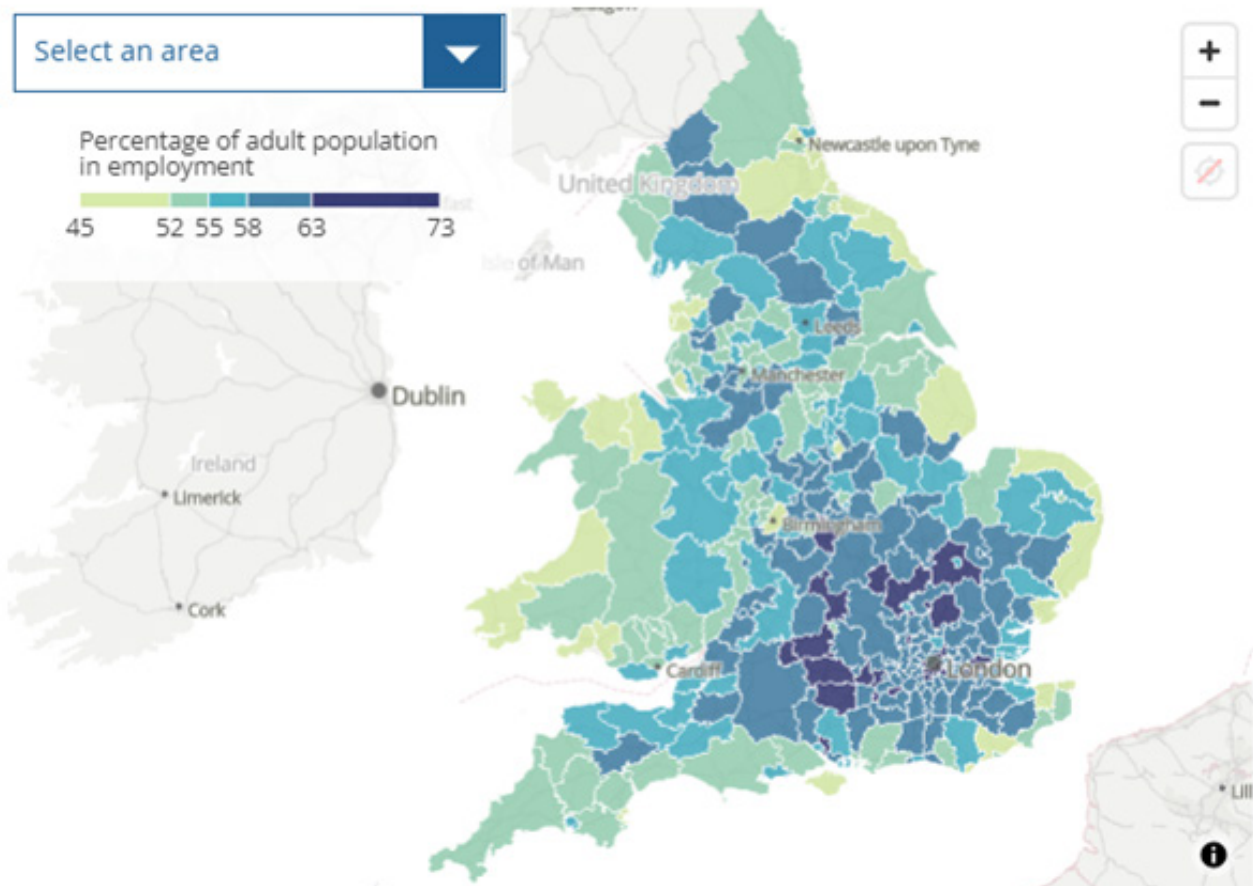 Select an area
Percentage of adult population
in employment
45 52 55 58 63 73
Newcastle upon Tyne
United Kingdom
Isle of Man
Leeds
Manchester
Dublin
Ireland
Limerick
Birmingham
Cork
Cardiff
London